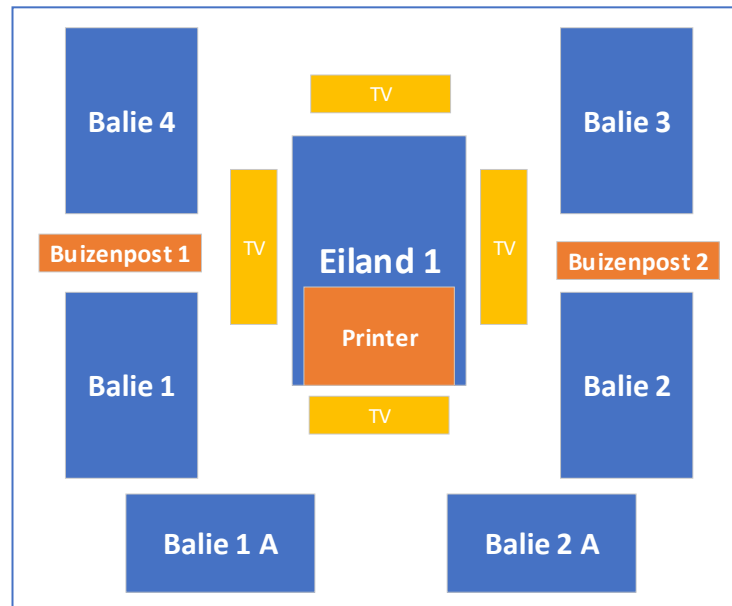 TV
Balie 4
Balie 3
Buizenpost 1
TV
Eiland 1
TV
Buizenpost 2
Printer
Balie 1
Balie 2
TV
Balie 1 A
Balie 2 A